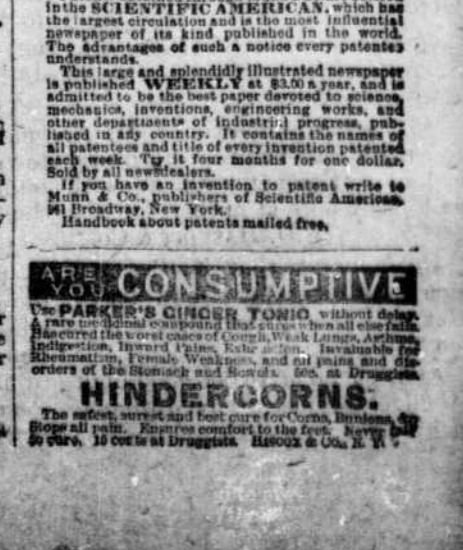 in the SCIENTIFIC AMERICAN, which has
the largest circulation and is the most influential
newspaper of its kind published in the world.
The advantages of such a notice every patentee
understands.
This large and splendidly illustrated newspaper
is published WEEKLY at $3.00 a year, and is
admitted to be the best paper devoted to science,
mechanics, inventions, engineering works, and
other departments of industrial progress, pub-
lished in any country. It contains the names of
all patentees and title of every invention patented
each week. Try it four months for one dollar.
Sold by all newsdealers.
If you have an invention to patent write to
Munn & Co., publishers of Scientific American,
361 Broadway, New York.
Handbook about patents mailed free.
ARE YOU CONSUMPTIVE
Use PARKER'S GINGER TONIC without delay.
A rare medicinal compound that cures when all else fails.
Has cured the worst cases of Cough, Weak Lungs, Asthma,
Indigestion, Inward Pains, Exhaustion. Invaluable for
Rheumatism, Female Weakness, and all pains and dis-
orders of the Stomach and Bowels. 50c. at Druggists.
HINDERCORNS.
The safest, surest and best cure for Corns, Bunions, &c
Stops all pain. Ensures comfort to the feet. Never fails
to cure. 15 cents at Druggists. Hiscox & Co., N. Y.